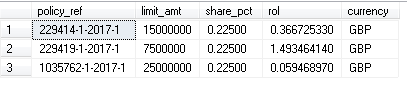 policy_ref limit_amt share_pct rol currency
1 229414-1-2017-1 15000000 0.22500 0.366725330 GBP
2 229419-1-2017-1 7500000 0.22500 1.493464140 GBP
3 1035762-1-2017-1 25000000 0.22500 0.059468970 GBP